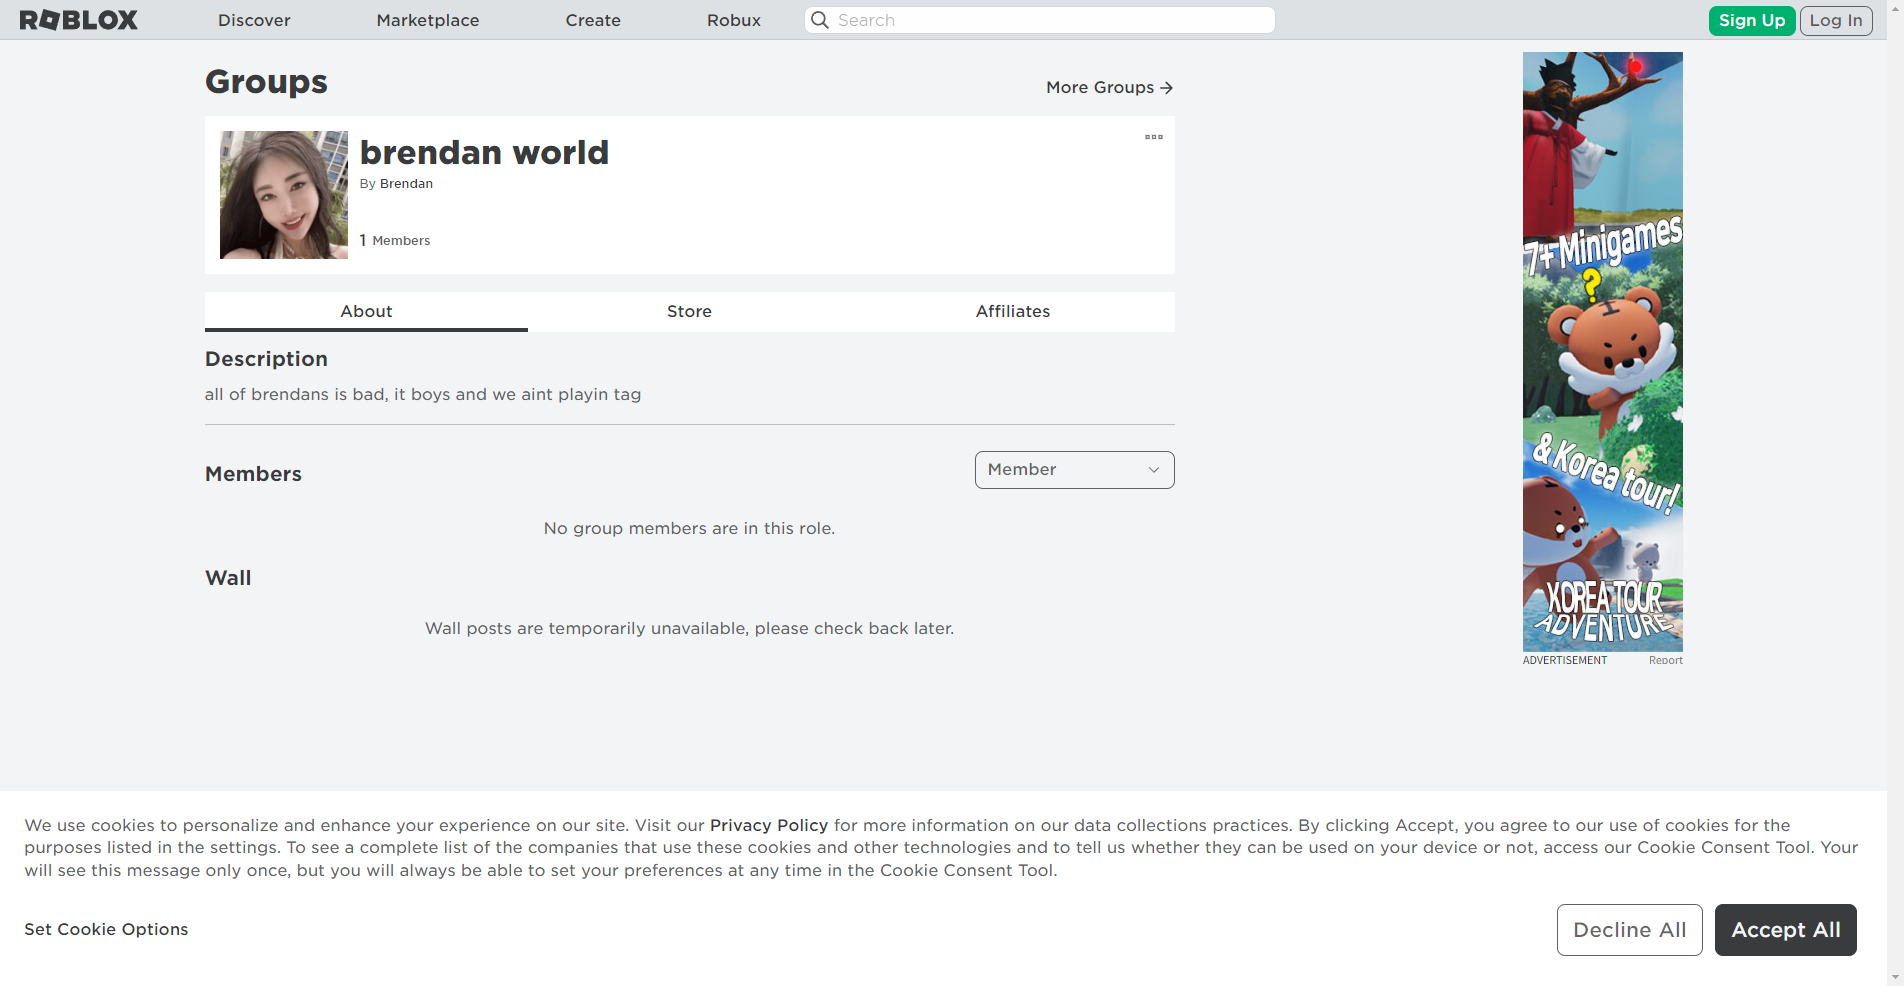 ROBLOX
Discover
Marketplace
Create
Robux
Search
Sign Up
Log In
Groups
More Groups
brendan world
By Brendan
1 Members
About
Store
Affiliates
Description
all of brendans is bad, it boys and we aint playin tag
Members
Member
No group members are in this role.
Wall
Wall posts are temporarily unavailable, please check back later.
7+ Minigames
?
& Korea tour!
KOREA TOUR
ADVENTURE
ADVERTISEMENT
Report
We use cookies to personalize and enhance your experience on our site. Visit our Privacy Policy for more information on our data collections practices. By clicking Accept, you agree to our use of cookies for the
purposes listed in the settings. To see a complete list of the companies that use these cookies and other technologies and to tell us whether they can be used on your device or not, access our Cookie Consent Tool. Your
will see this message only once, but you will always be able to set your preferences at any time in the Cookie Consent Tool.
Set Cookie Options
Decline All
Accept All